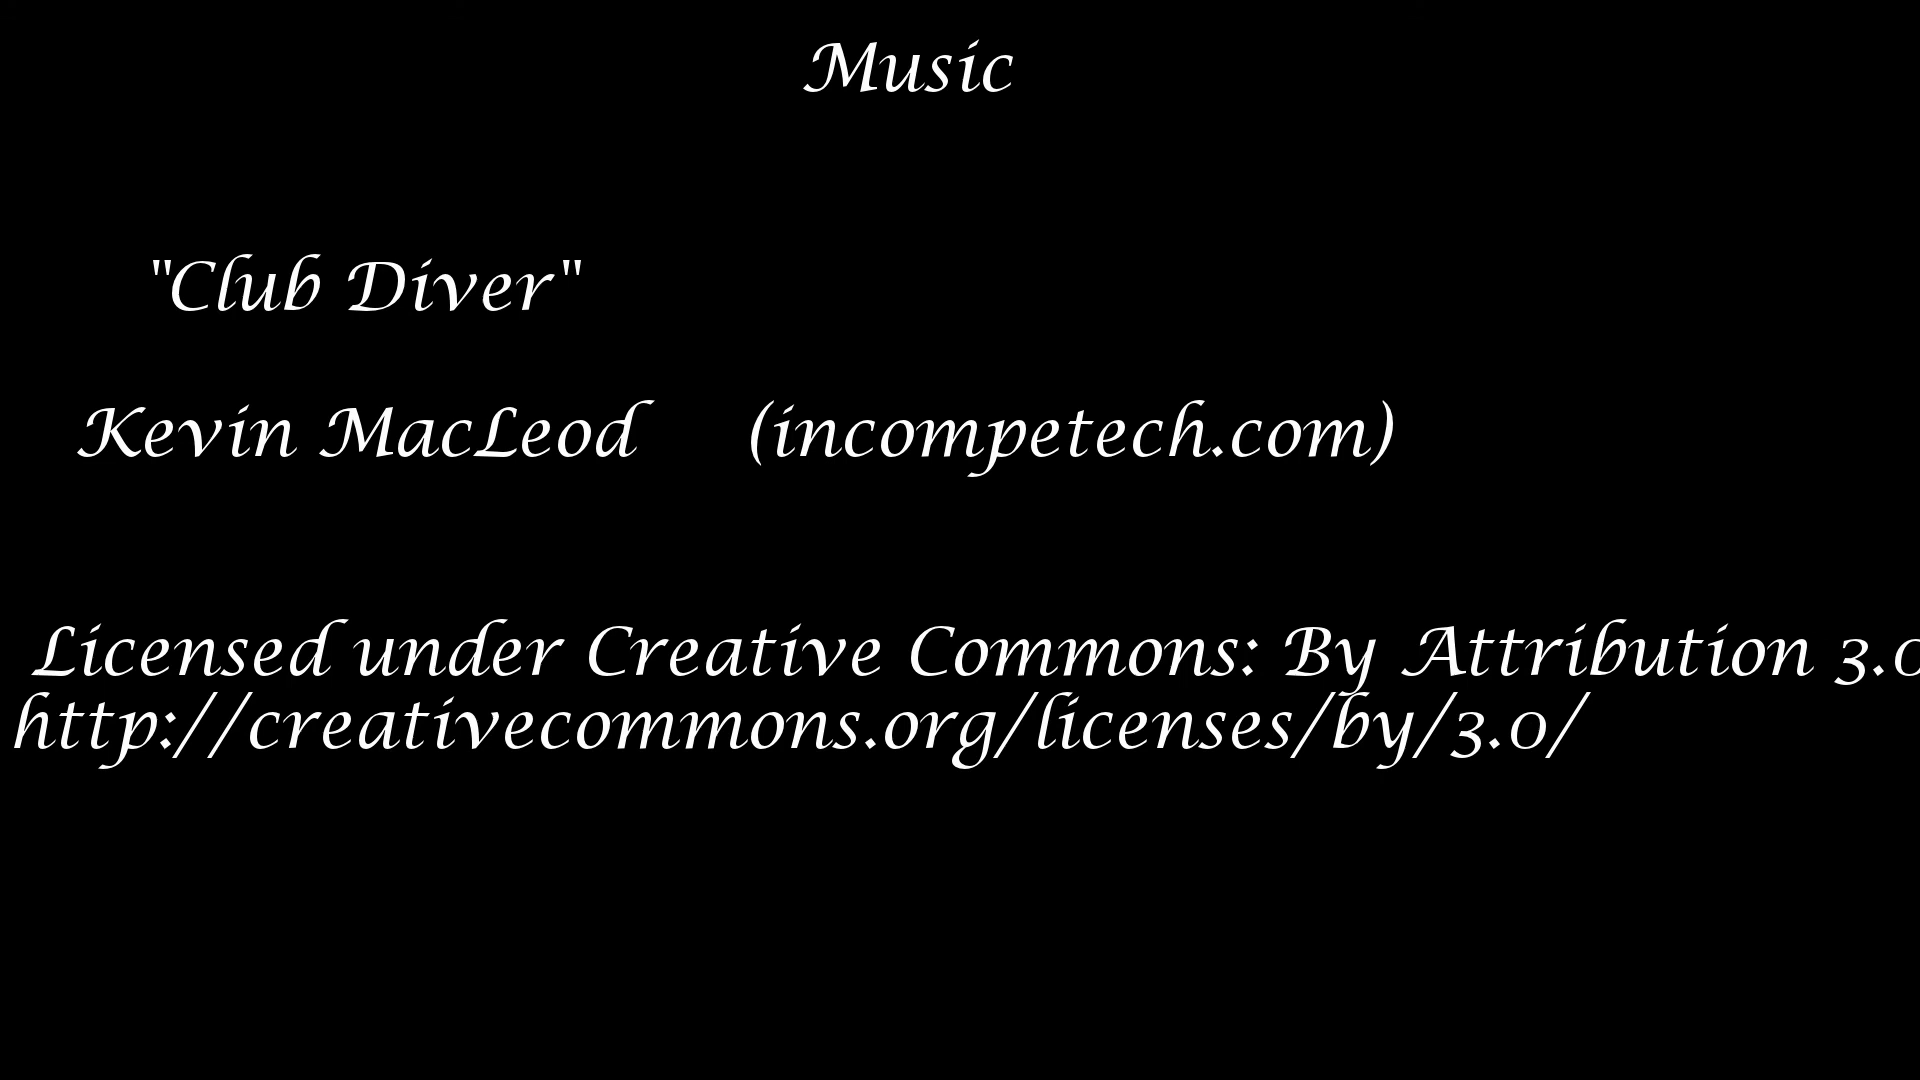 Music
"Club Diver"
Kevin MacLeod (incompetech.com)
Licensed under Creative Commons: By Attribution 3.0
http://creativecommons.org/licenses/by/3.0/